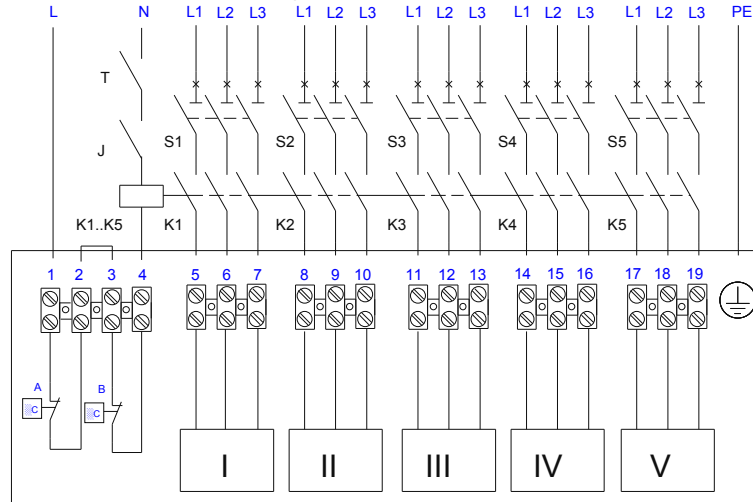 L N L1 L2 L3 L1 L2 L3 L1 L2 L3 L1 L2 L3 L1 L2 L3 PE
T
J S1 S2 S3 S4 S5
K1..K5 K1 K2 K3 K4 K5
1 2 3 4 5 6 7 8 9 10 11 12 13 14 15 16 17 18 19
A B
C C
I II III IV V